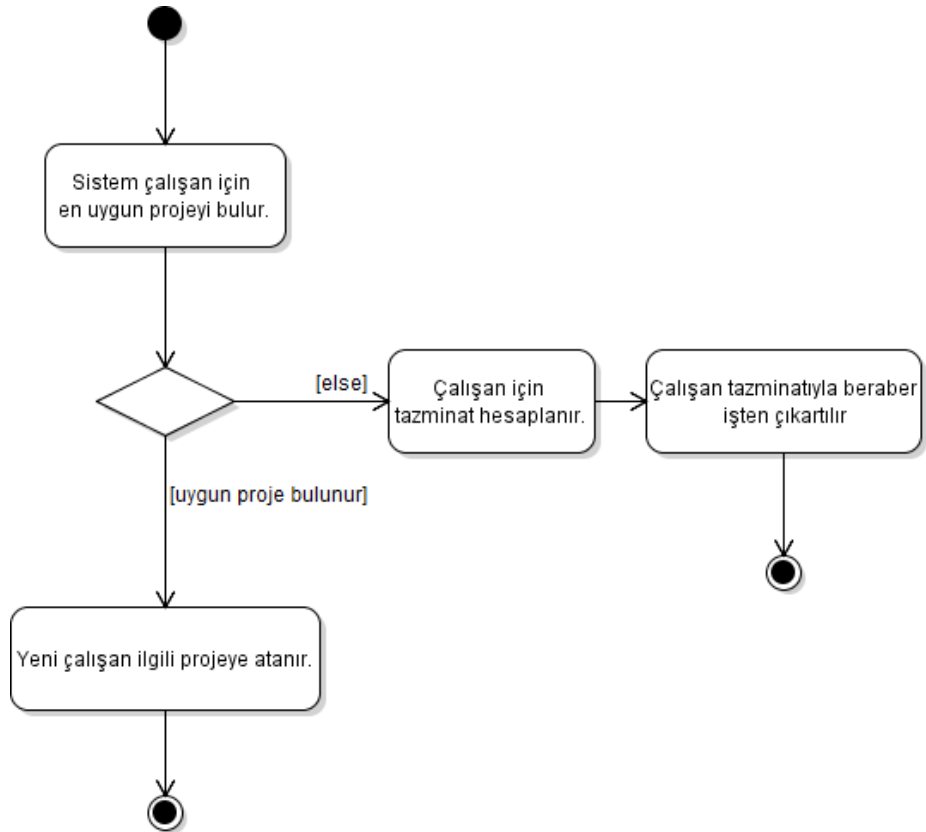 Sistem çalışan için
en uygun projeyi bulur.
[else]
Çalışan için
tazminat hesaplanır.
Çalışan tazminatıyla beraber
işten çıkartılır
[uygun proje bulunur]
Yeni çalışan ilgili projeye atanır.